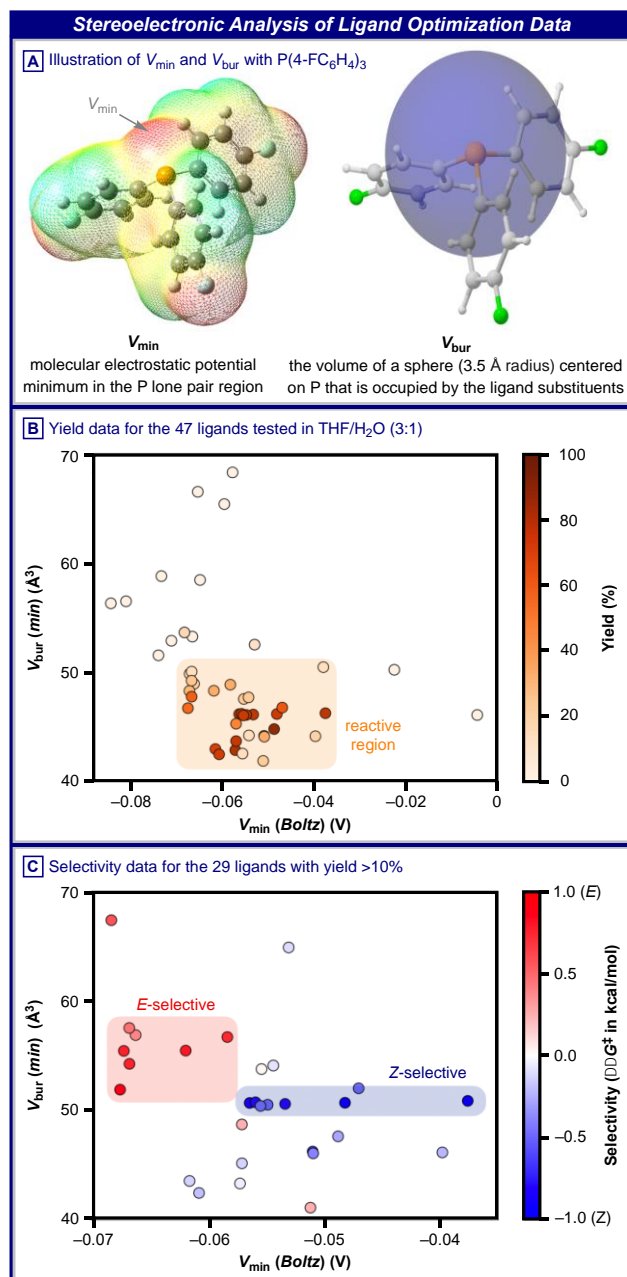 Stereoelectronic Analysis of Ligand Optimization Data
A Illustration of Vmin and Vbur with P(4-FC6H4)3
Vmin
Vmin
molecular electrostatic potential
minimum in the P lone pair region
Vbur
the volume of a sphere (3.5 Å radius) centered
on P that is occupied by the ligand substituents
B Yield data for the 47 ligands tested in THF/H2O (3:1)
Vbur (min) (Å3)
70
60
50
40
−0.08 −0.06 −0.04 −0.02 0
Vmin (Boltz) (V)
reactive
region
100
80
60
40
20
0
Yield (%)
C Selectivity data for the 29 ligands with yield >10%
Vbur (min) (Å3)
70
60
50
40
−0.07 −0.06 −0.05 −0.04
Vmin (Boltz) (V)
E-selective
Z-selective
1.0 (E)
0.5
0.0
−0.5
−1.0 (Z)
Selectivity (DDG‡ in kcal/mol)